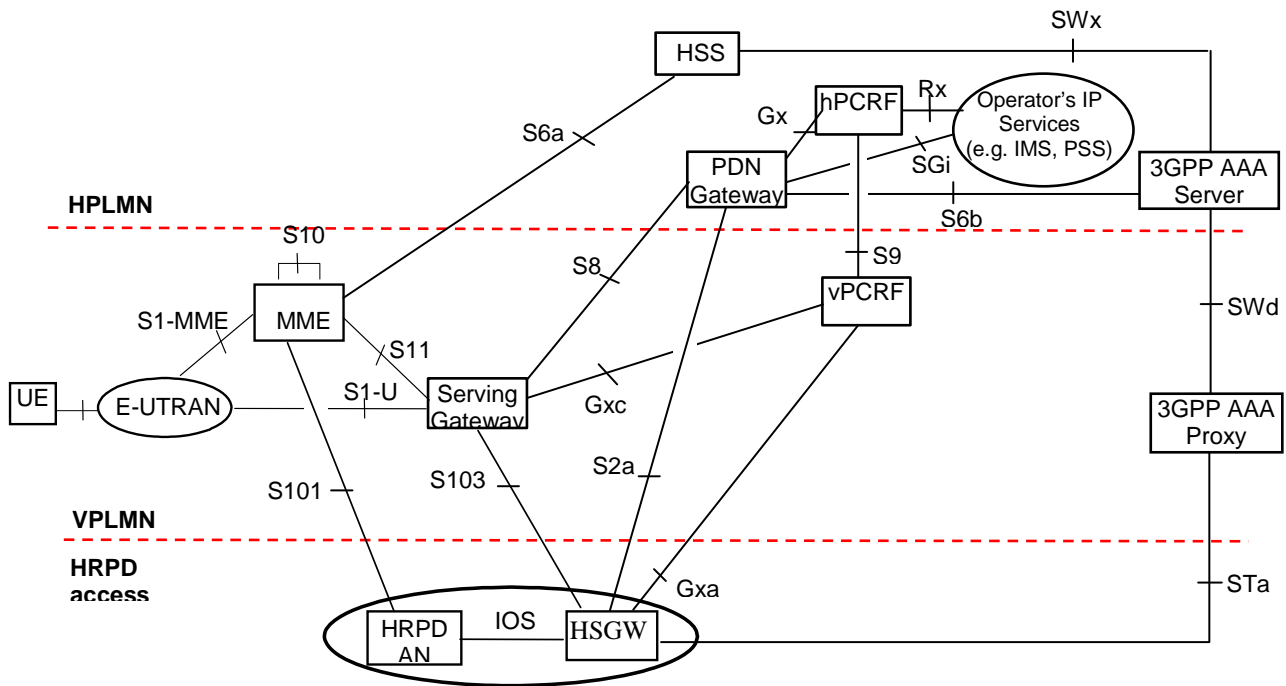 SWx
HSS
hPCRF
Rx
Operator's IP
Services
(e.g. IMS, PSS)
Gx
S6a
SGi
PDN
Gateway
3GPP AAA
Server
HPLMN
S6b
S10
S9
S8
vPCRF
S1-MME
MME
SWd
S11
UE
E-UTRAN
S1-U
Serving
Gateway
Gxc
3GPP AAA
Proxy
S2a
S101
S103
VPLMN
HRPD
access
Gxa
STa
IOS
HRPD
AN
HSGW